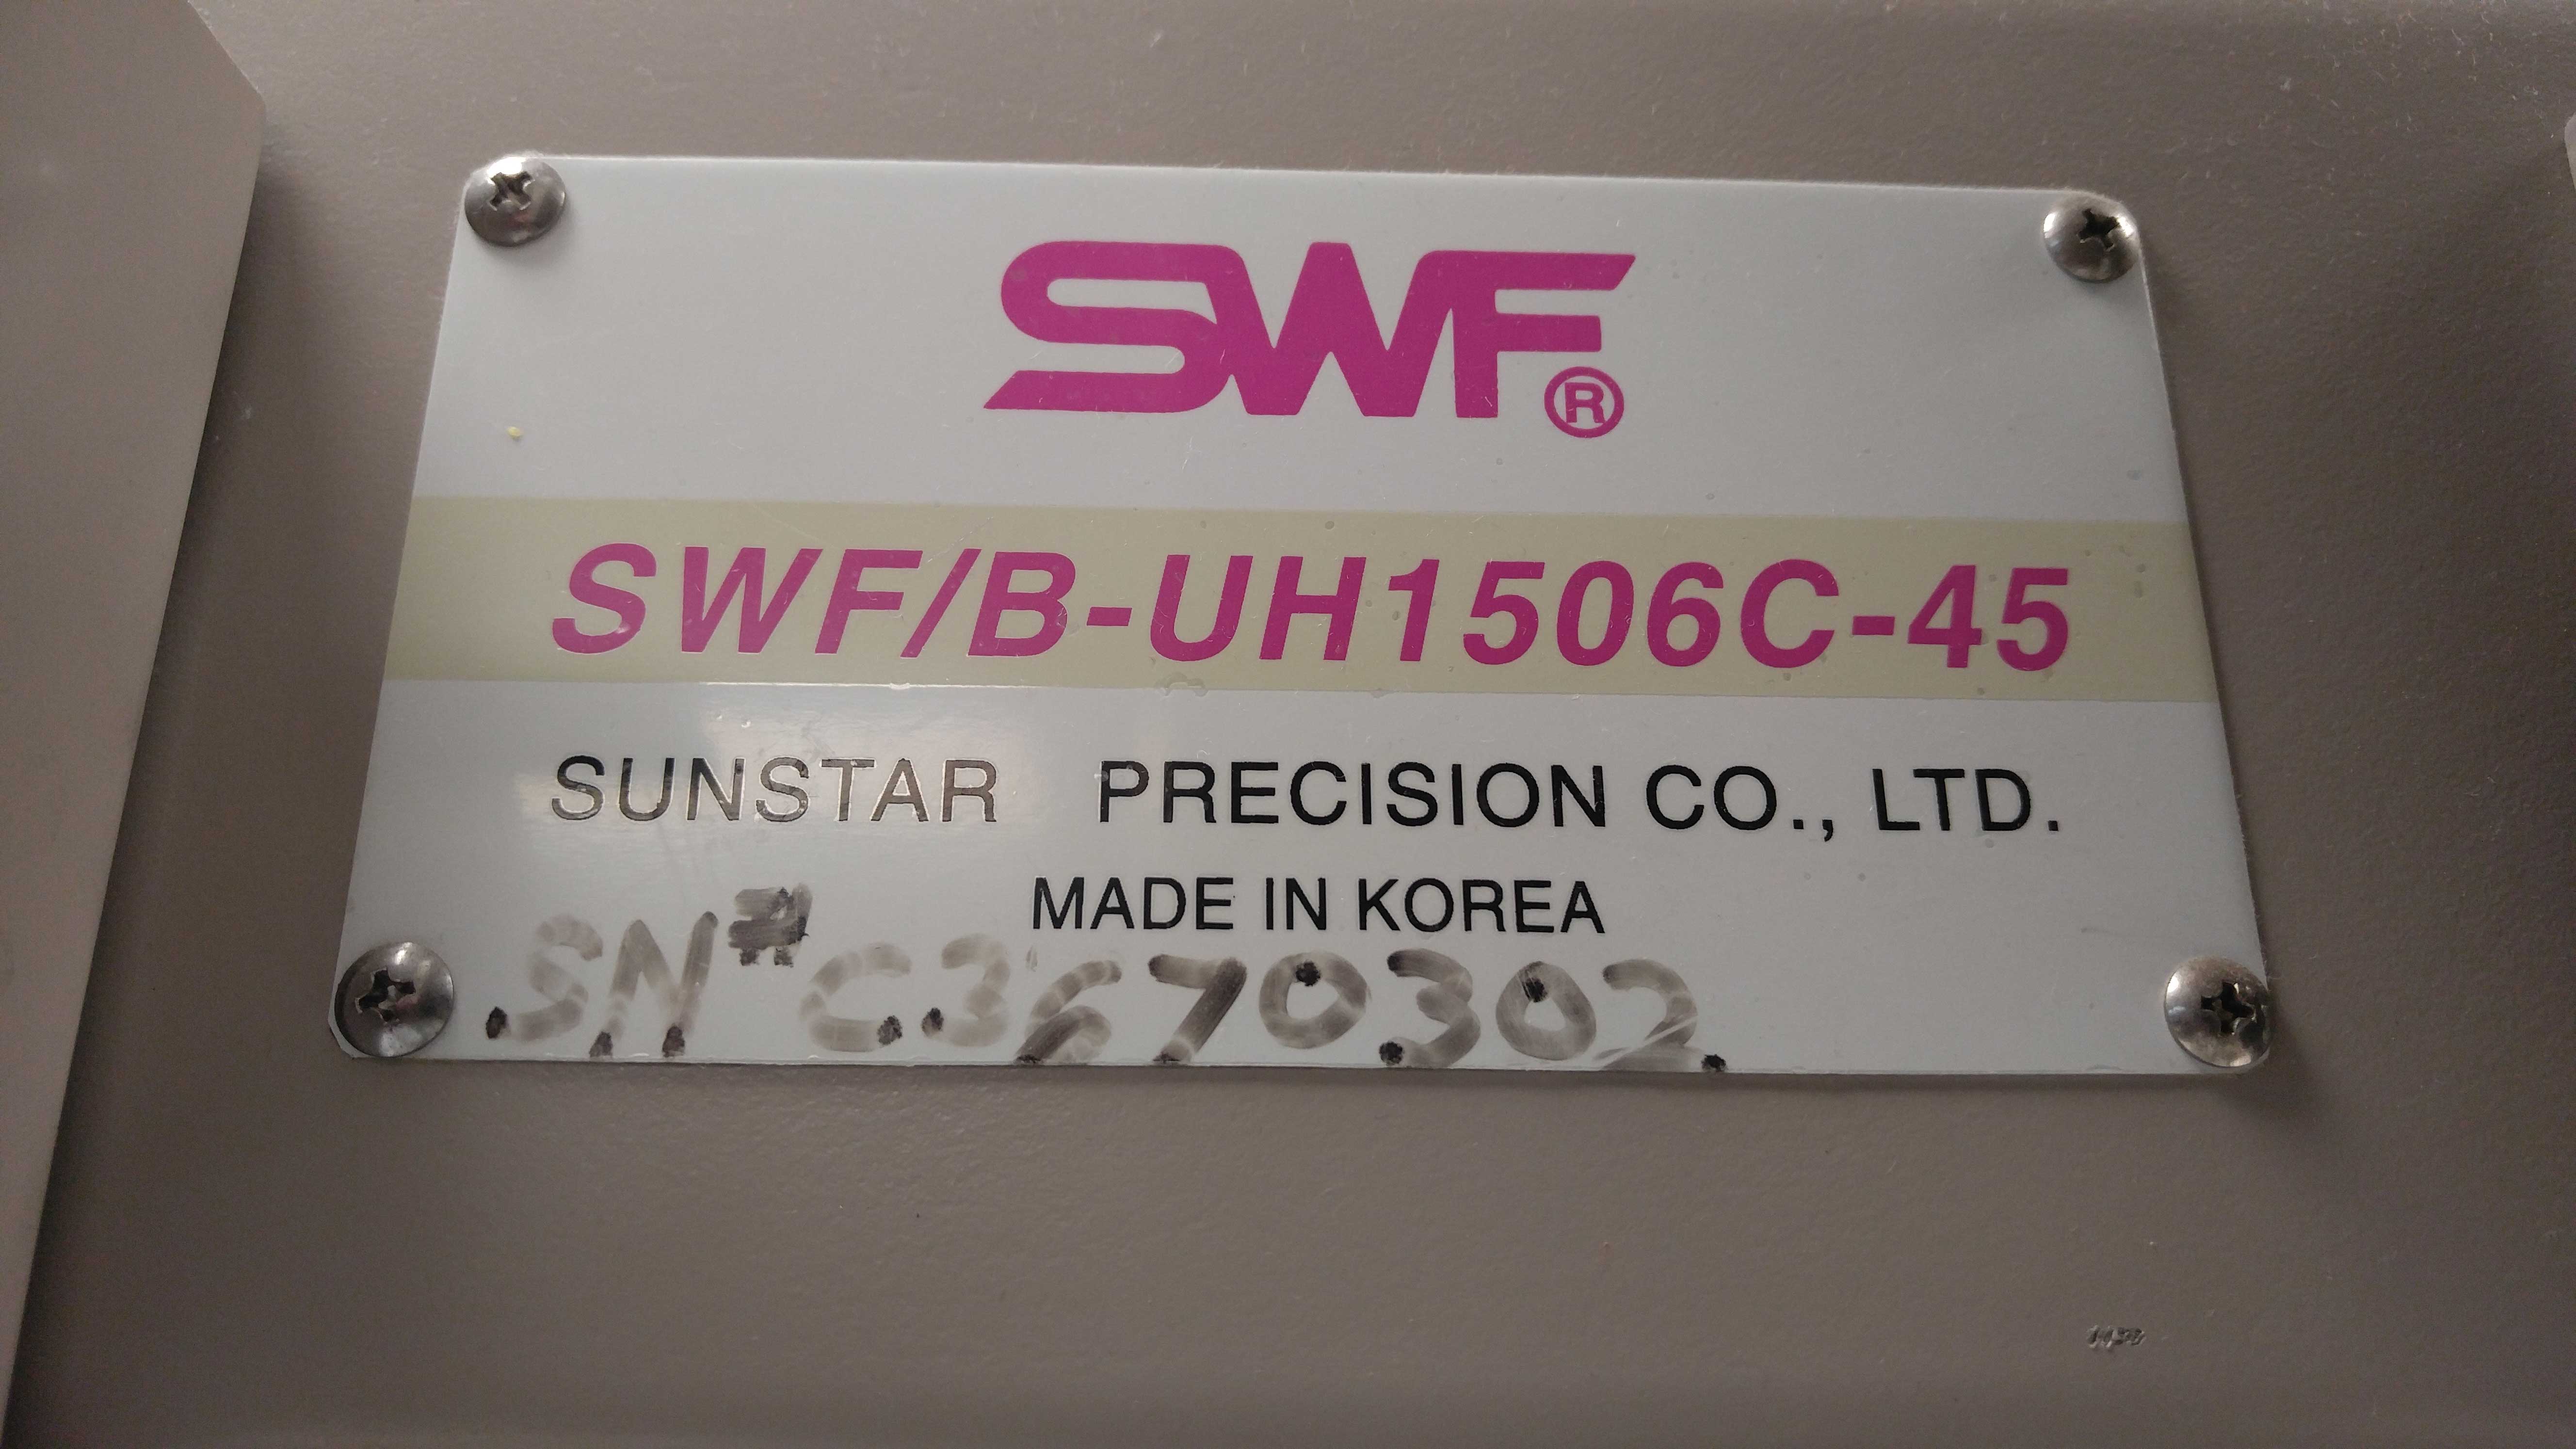 SWF®
SWF/B-UH1506C-45
SUNSTAR PRECISION CO., LTD.
MADE IN KOREA
SN# C3670302